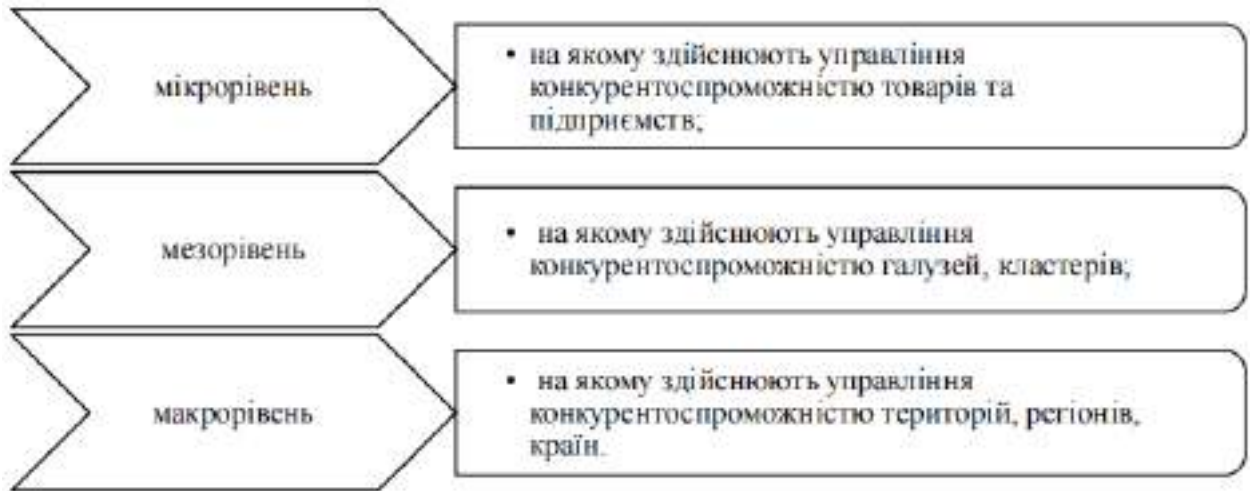 мікрорівень
• на якому здійснюють управління
конкурентоспроможністю товарів та
підприємств;
мезорівень
• на якому здійснюють управління
конкурентоспроможністю галузей, кластерів;
макрорівень
• на якому здійснюють управління
конкурентоспроможністю територій, регіонів,
країн.